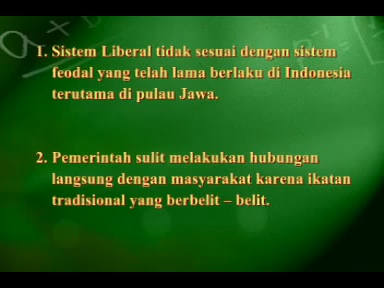 1. Sistem Liberal tidak sesuai dengan sistem
feodal yang telah lama berlaku di Indonesia
terutama di pulau Jawa.
2. Pemerintah sulit melakukan hubungan
langsung dengan masyarakat karena ikatan
tradisional yang berbelit – belit.